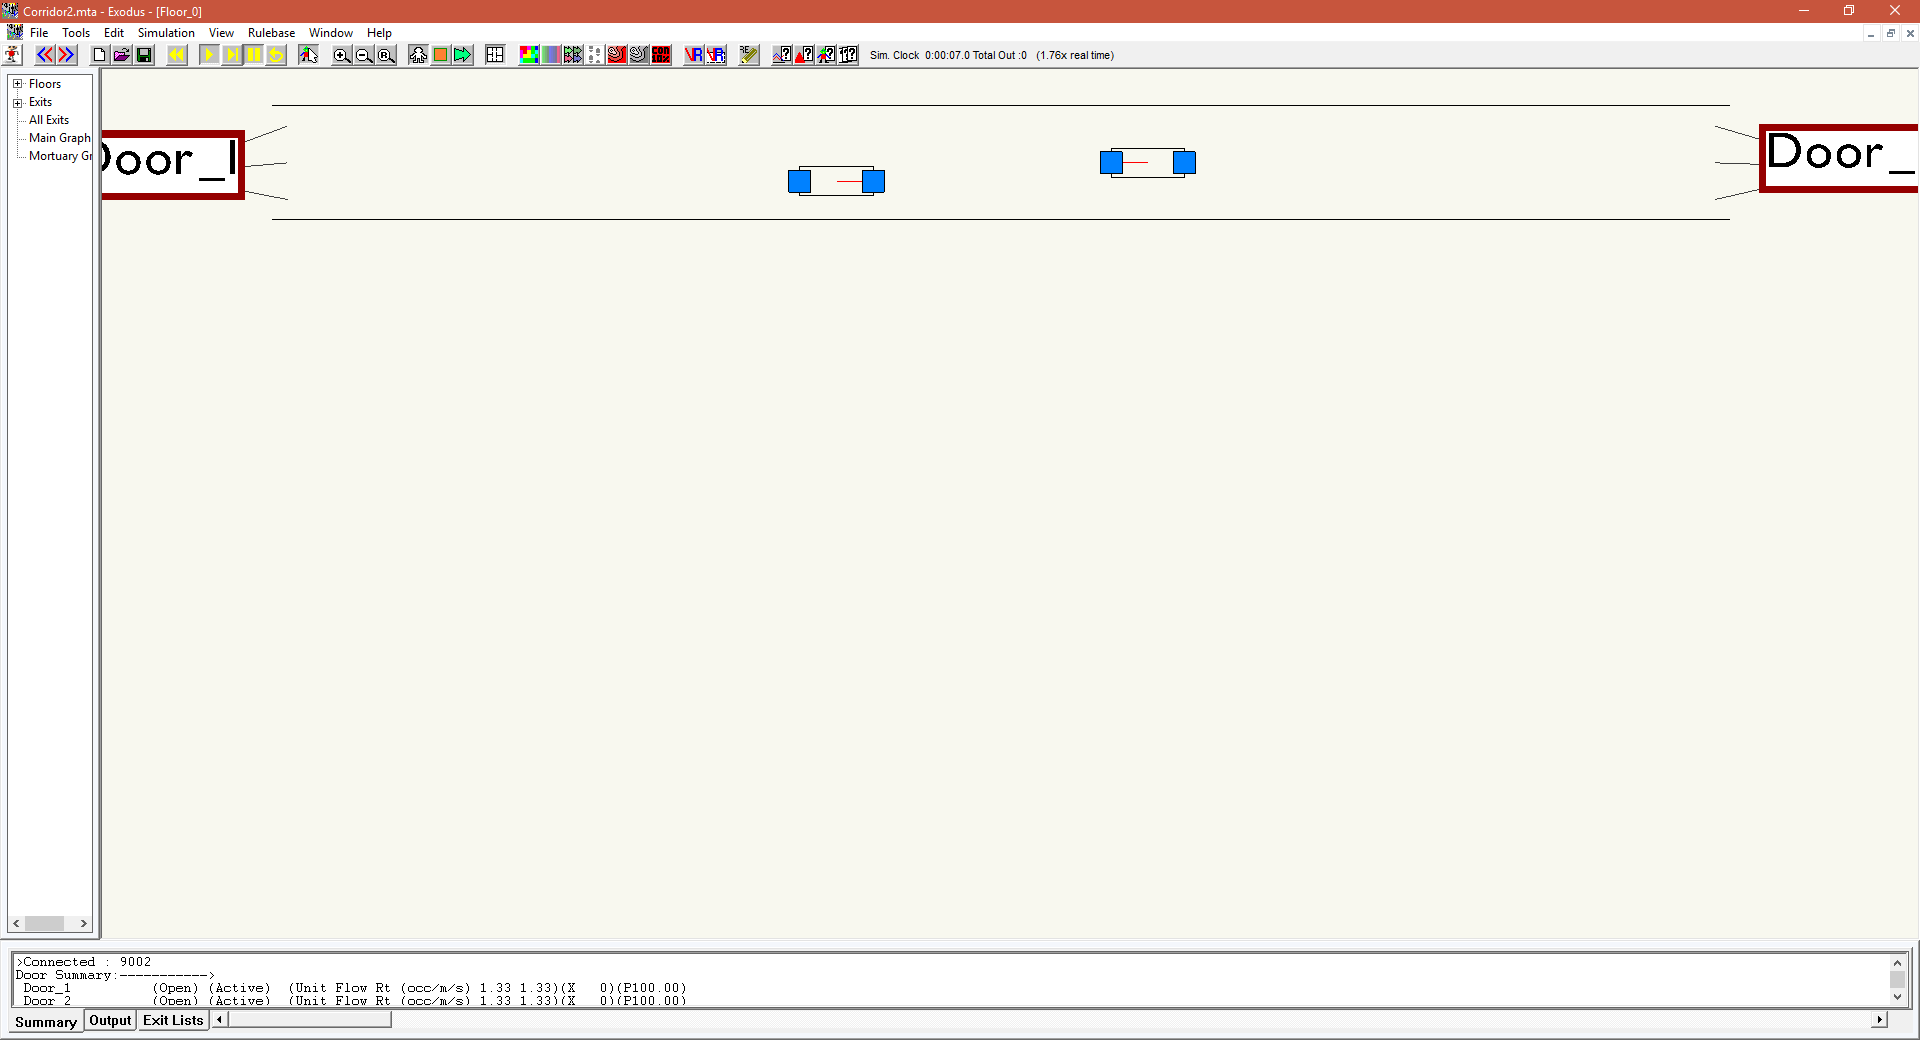 Corridor2.mta - Exodus - [Floor_0]
File Tools Edit Simulation View Rulebase Window Help
Sim. Clock 0:00:07.0 Total Out :0 (1.76x real time)
Floors
Exits
All Exits
Main Graph
Mortuary Gr
Door_1
Door_
>Connected : 9002
Door Summary:----------->
Door_1 (Open) (Active) (Unit Flow Rt (occ/m/s) 1.33 1.33)(X 0)(P100.00)
Door_2 (Open) (Active) (Unit Flow Rt (occ/m/s) 1.33 1.33)(X 0)(P100.00)
Summary Output Exit Lists